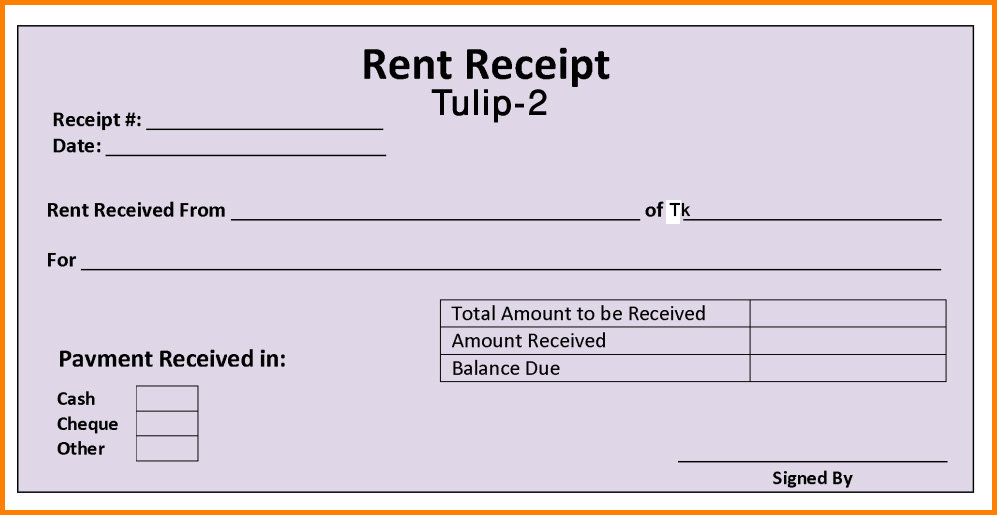 Rent Receipt
Tulip-2
Receipt #:
Date:
Rent Received From of Tk
For
Total Amount to be Received
Amount Received
Balance Due
Pavment Received in:
Cash
Cheque
Other
Signed By